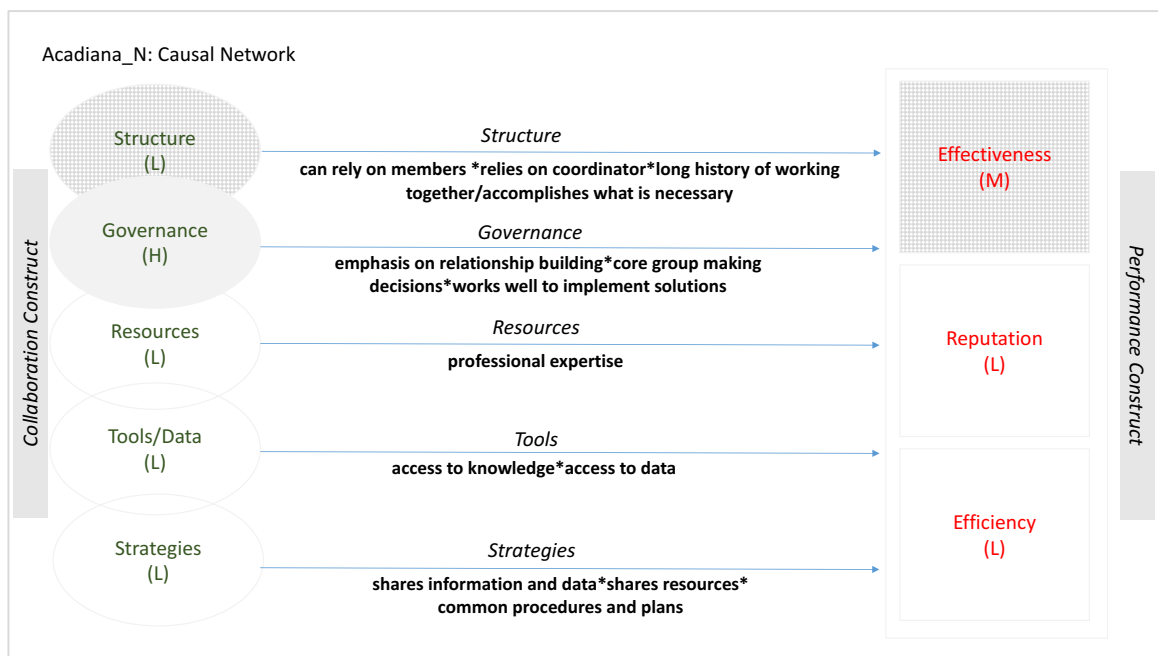 Acadiana_N: Causal Network
Collaboration Construct
Structure
(L)
Structure
can rely on members *relies on coordinator*long history of working
together/accomplishes what is necessary
Effectiveness
(M)
Governance
(H)
Governance
emphasis on relationship building*core group making
decisions*works well to implement solutions
Resources
(L)
Resources
professional expertise
Reputation
(L)
Tools/Data
(L)
Tools
access to knowledge*access to data
Strategies
(L)
Strategies
shares information and data*shares resources*
common procedures and plans
Efficiency
(L)
Performance Construct